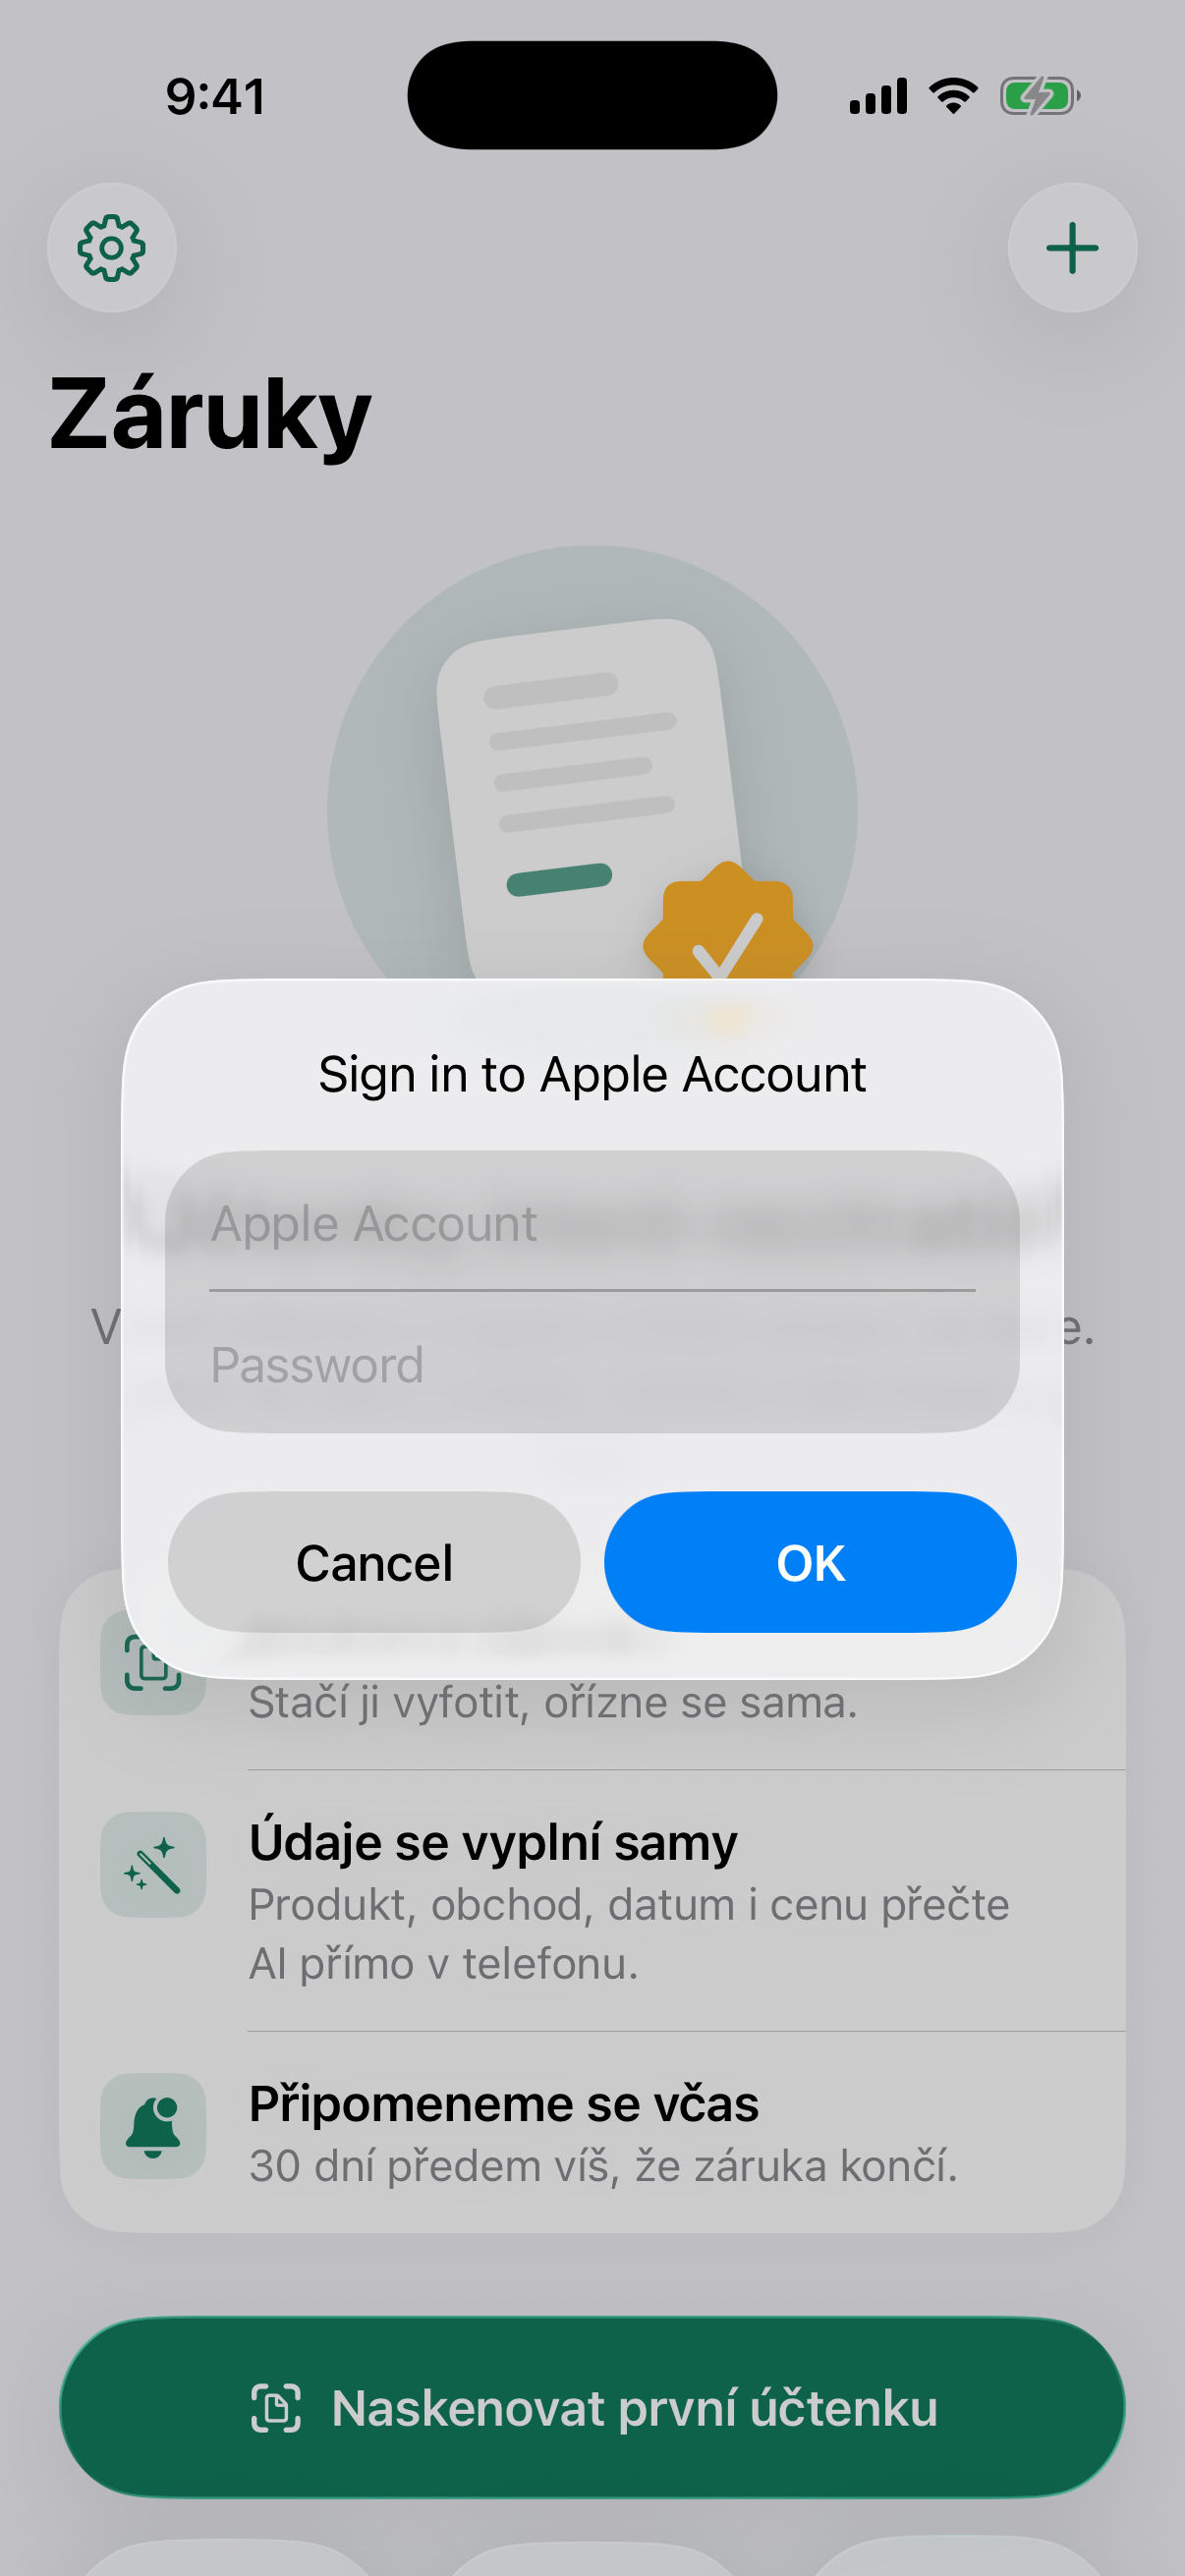 9:41
Záruky
Sign in to Apple Account
Apple Account
Password
Cancel
OK
Stačí ji vyfotit, ořízne se sama.
Údaje se vyplní samy
Produkt, obchod, datum i cenu přečte
AI přímo v telefonu.
Připomeneme se včas
30 dní předem víš, že záruka končí.
Naskenovat první účtenku